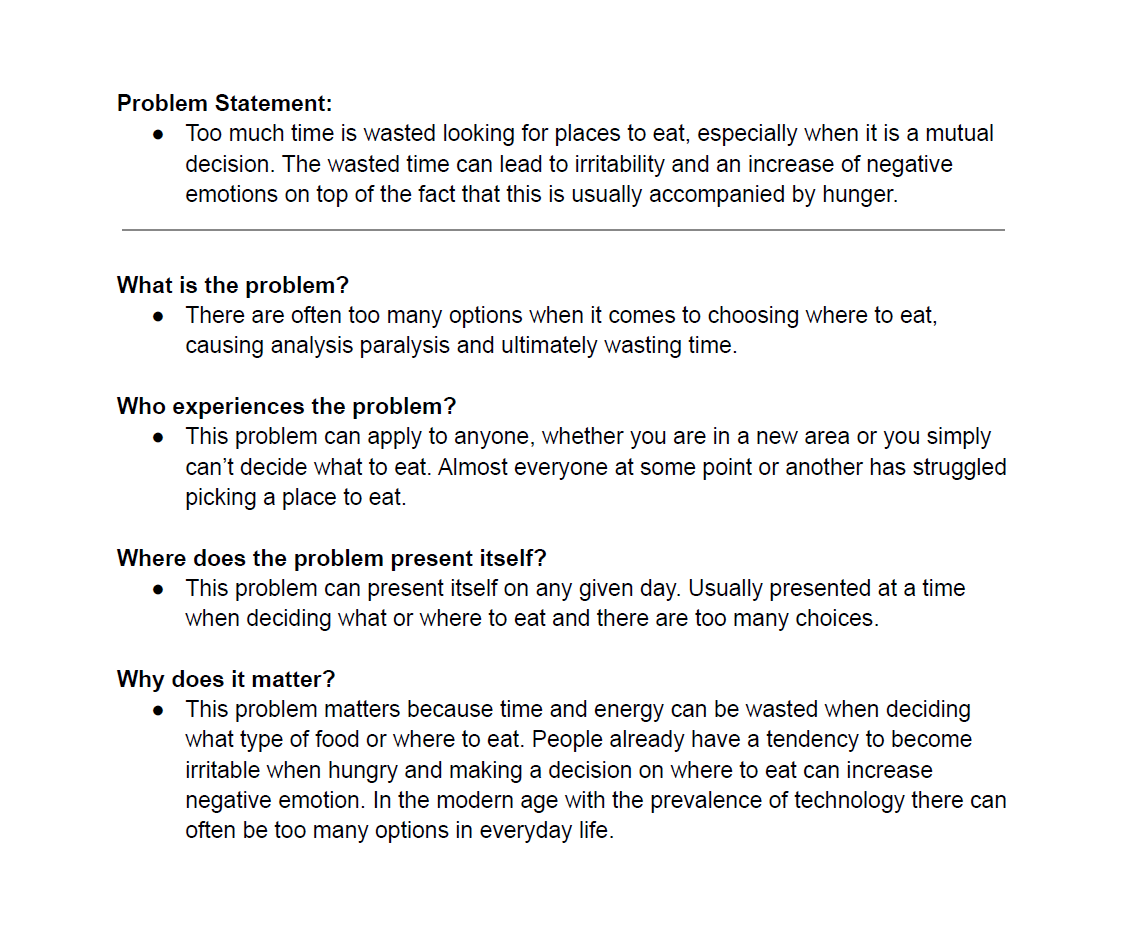 Problem Statement:
● Too much time is wasted looking for places to eat, especially when it is a mutual
decision. The wasted time can lead to irritability and an increase of negative
emotions on top of the fact that this is usually accompanied by hunger.
What is the problem?
● There are often too many options when it comes to choosing where to eat,
causing analysis paralysis and ultimately wasting time.
Who experiences the problem?
● This problem can apply to anyone, whether you are in a new area or you simply
can’t decide what to eat. Almost everyone at some point or another has struggled
picking a place to eat.
Where does the problem present itself?
● This problem can present itself on any given day. Usually presented at a time
when deciding what or where to eat and there are too many choices.
Why does it matter?
● This problem matters because time and energy can be wasted when deciding
what type of food or where to eat. People already have a tendency to become
irritable when hungry and making a decision on where to eat can increase
negative emotion. In the modern age with the prevalence of technology there can
often be too many options in everyday life.